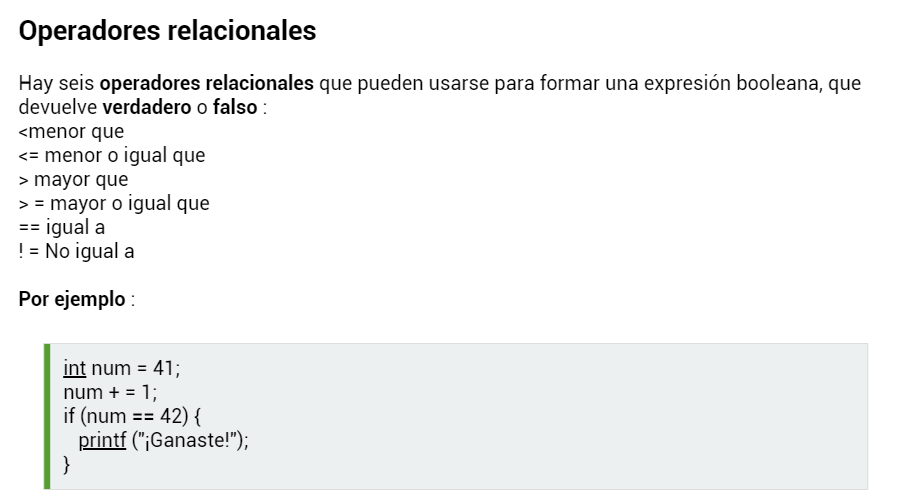 Operadores relacionales
Hay seis operadores relacionales que pueden usarse para formar una expresión booleana, que
devuelve verdadero o falso :
<menor que
<= menor o igual que
> mayor que
> = mayor o igual que
== igual a
! = No igual a
Por ejemplo :
int num = 41;
num + = 1;
if (num == 42) {
printf ("¡Ganaste!");
}